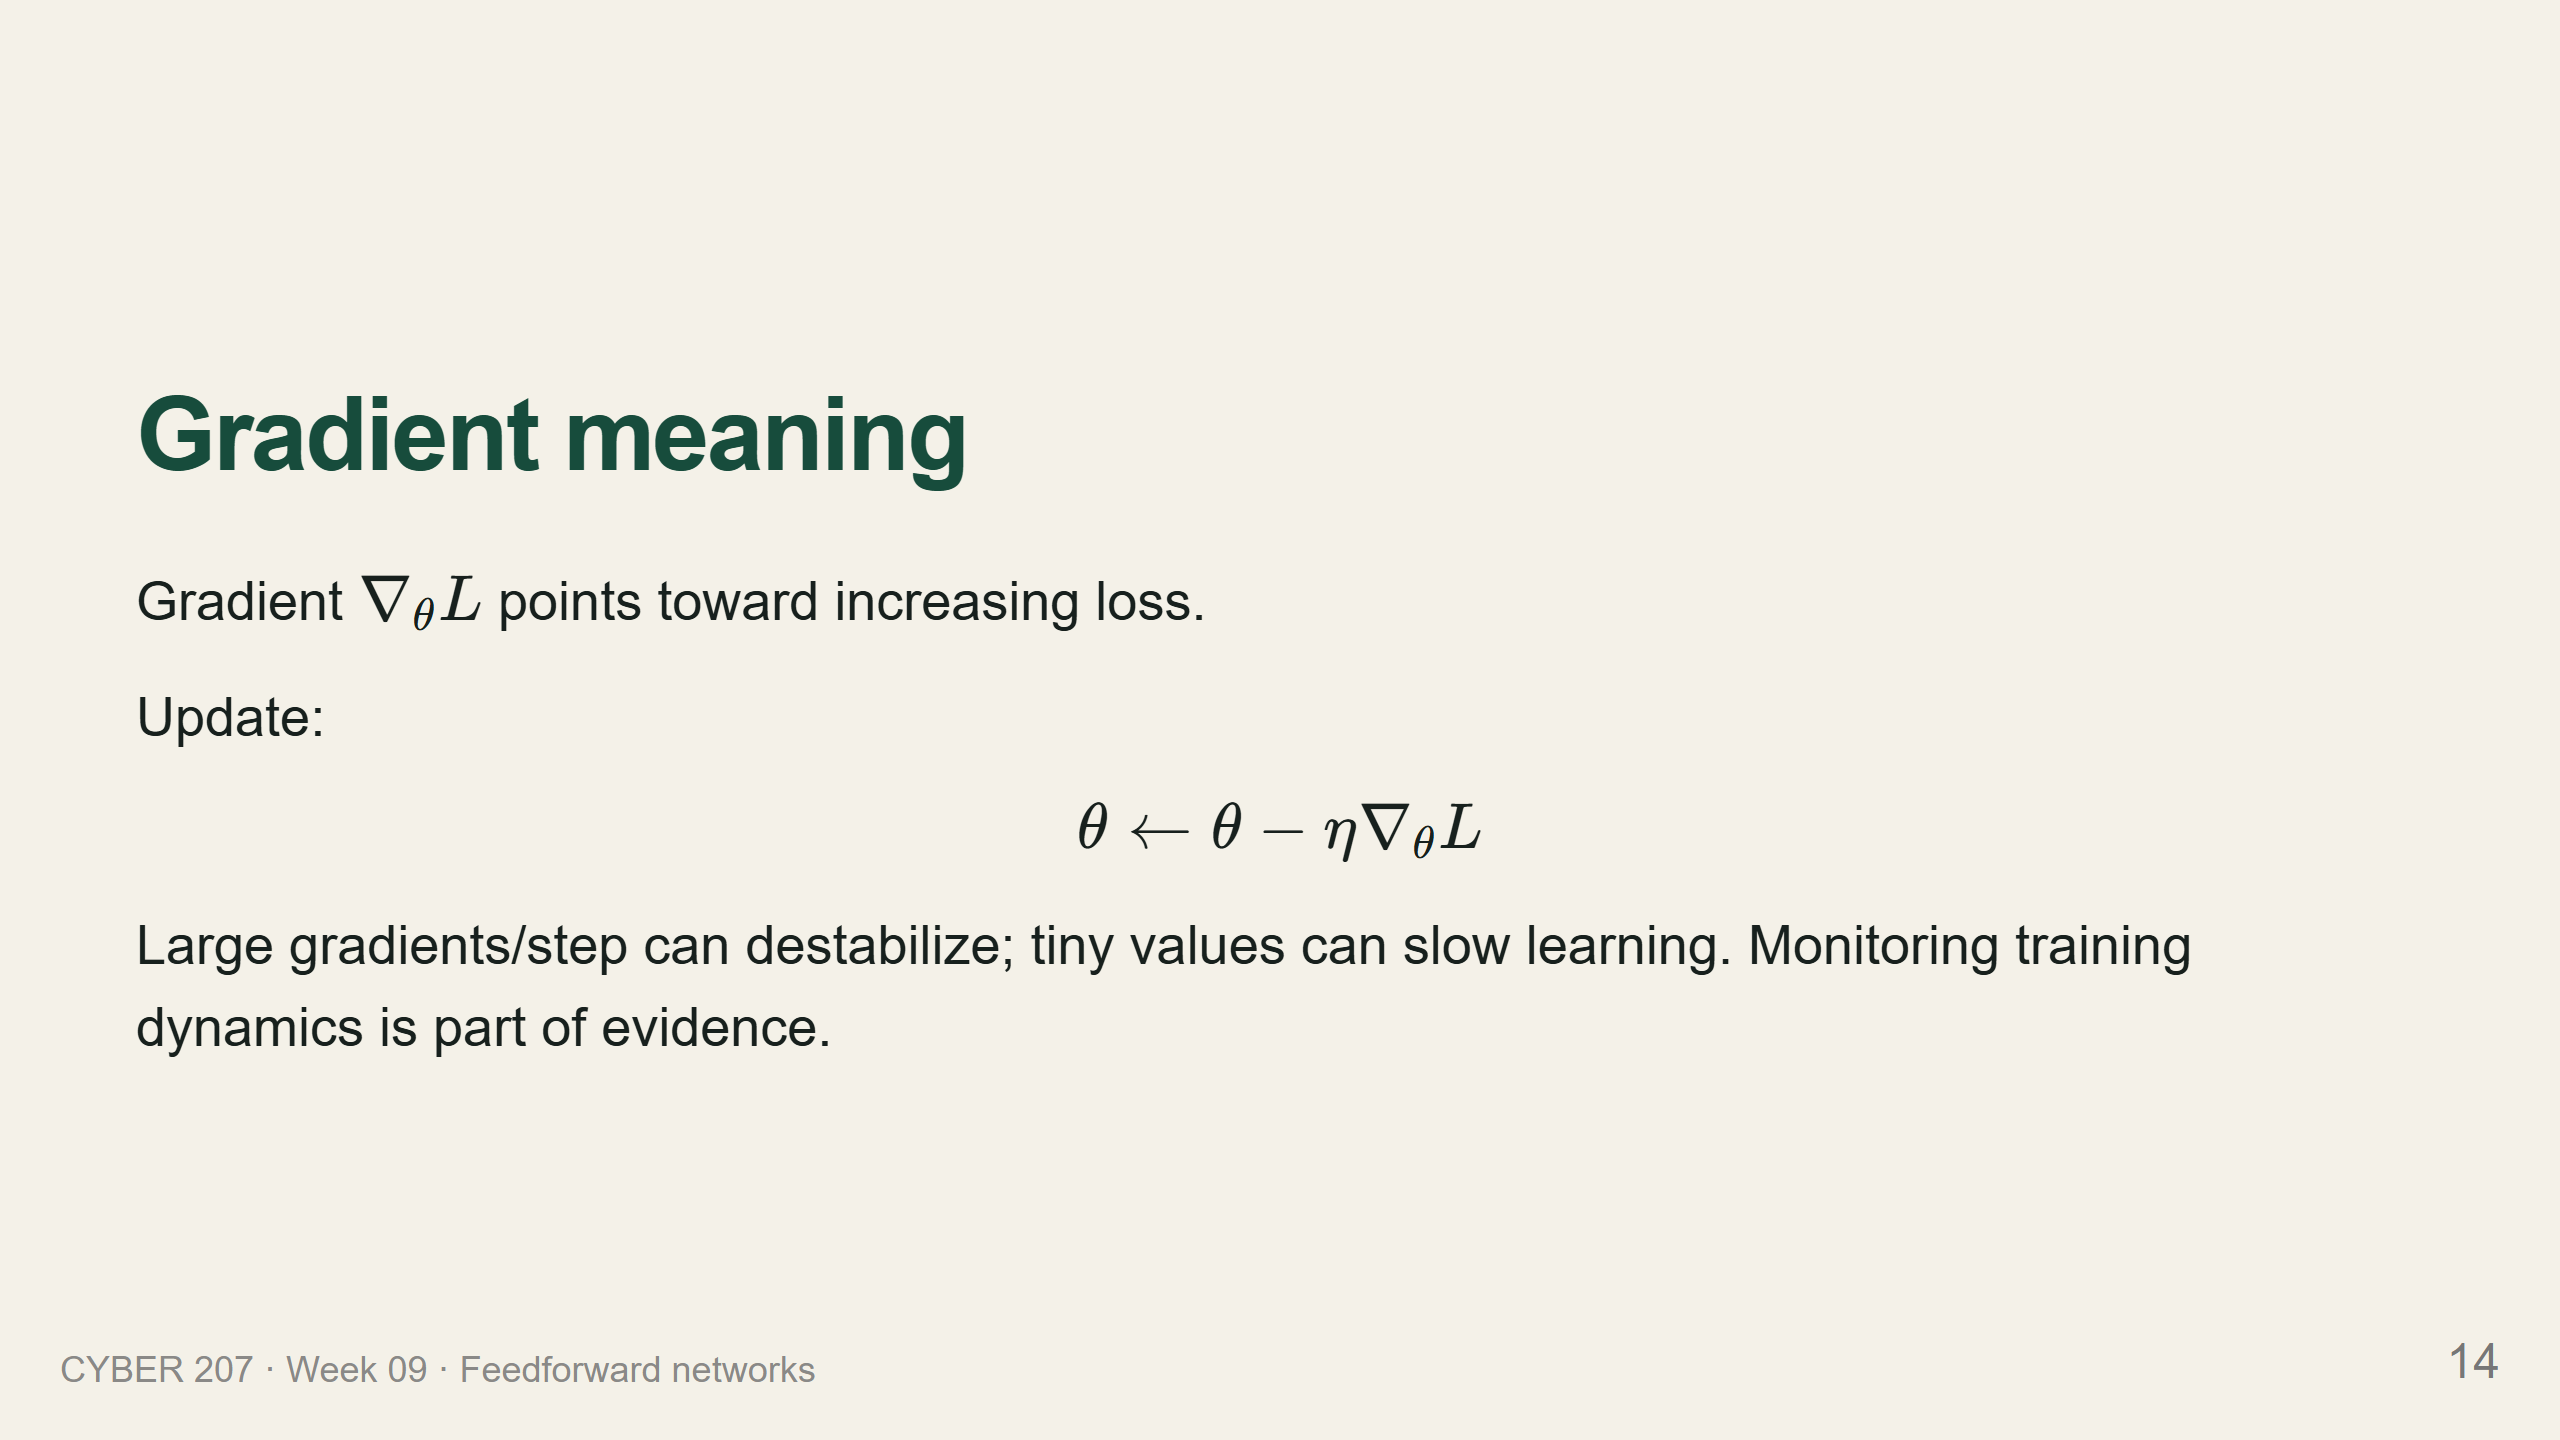 Gradient meaning
Gradient ∇θL points toward increasing loss.
Update:
θ ← θ − η∇θL
Large gradients/step can destabilize; tiny values can slow learning. Monitoring training
dynamics is part of evidence.
CYBER 207 · Week 09 · Feedforward networks
14